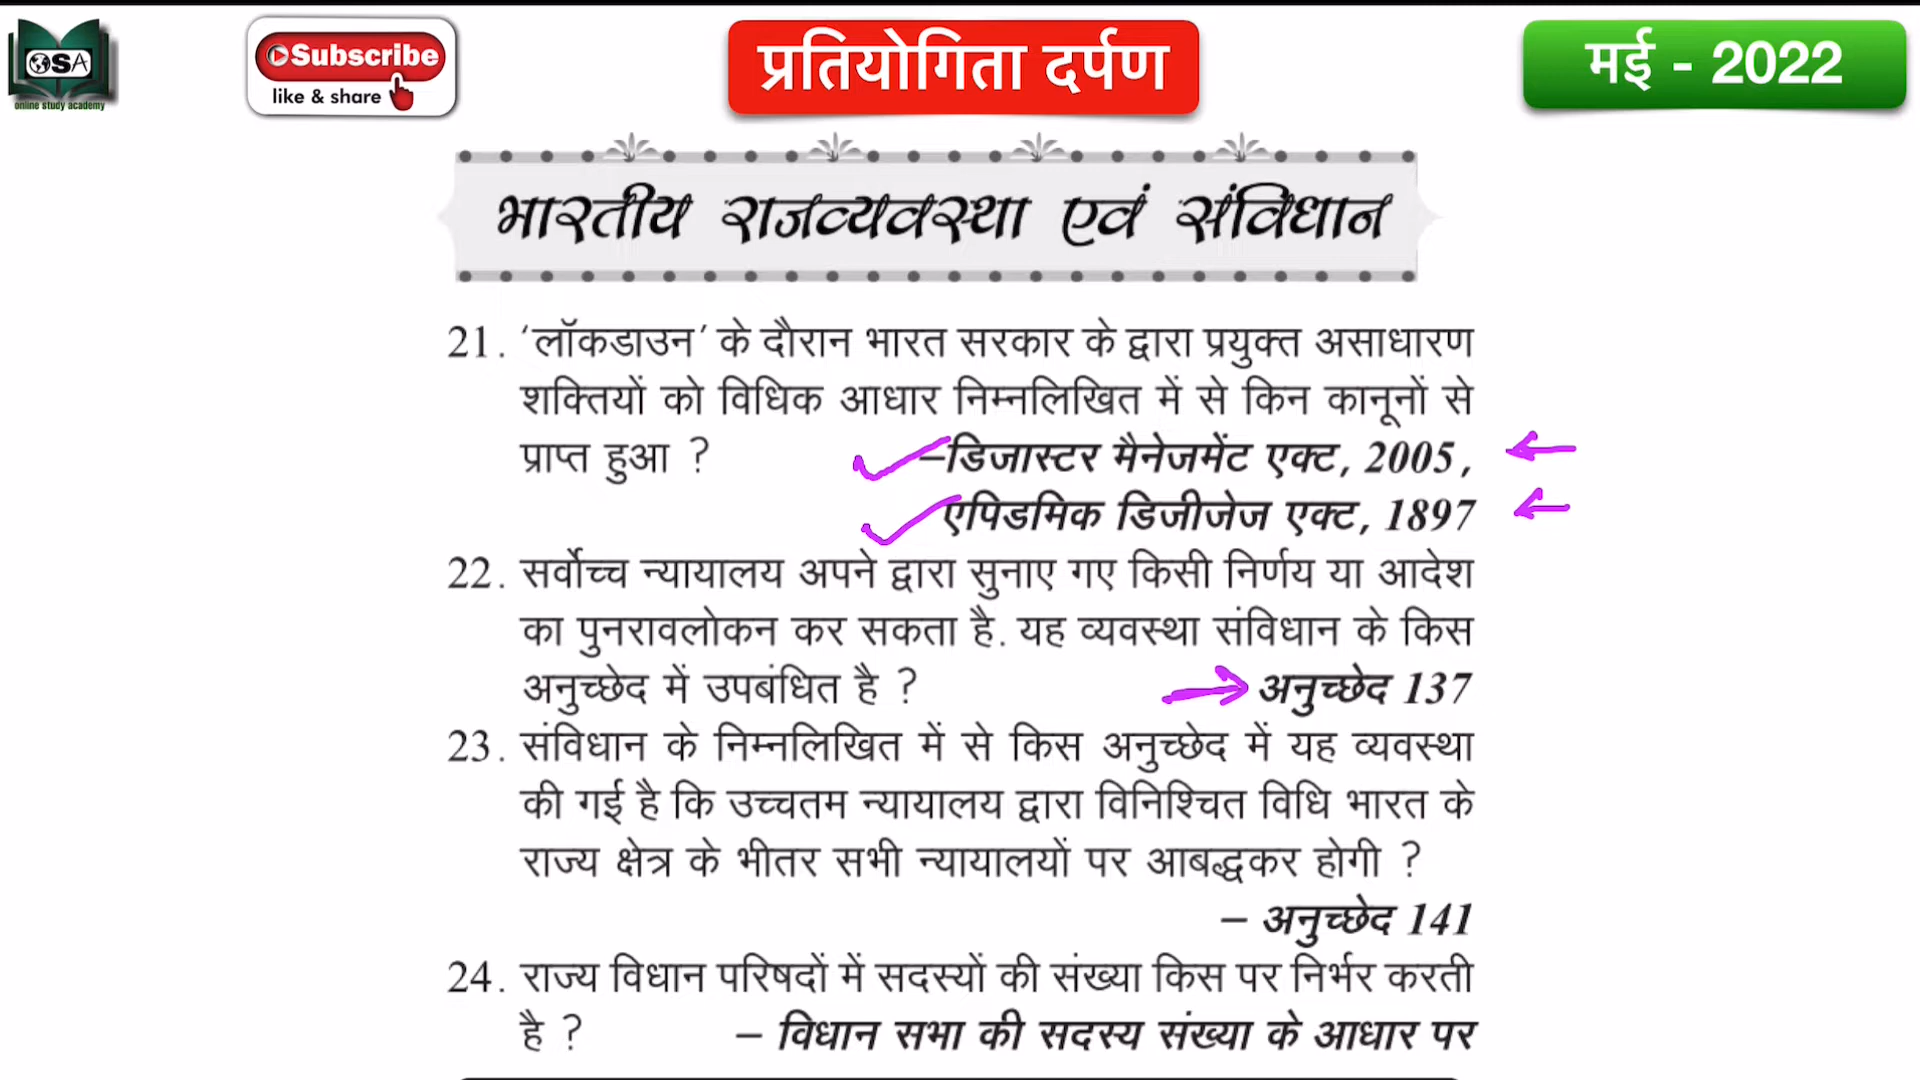 OSA
online study academy
Subscribe
like & share
प्रतियोगिता दर्पण
मई - 2022
भारतीय राजव्यवस्था एवं संविधान
21. ‘लॉकडाउन’ के दौरान भारत सरकार के द्वारा प्रयुक्त असाधारण
शक्तियों को विधिक आधार निम्नलिखित में से किन कानूनों से
प्राप्त हुआ ? –डिजास्टर मैनेजमेंट एक्ट, 2005,
एपिडमिक डिजीजेज एक्ट, 1897
22. सर्वोच्च न्यायालय अपने द्वारा सुनाए गए किसी निर्णय या आदेश
का पुनरावलोकन कर सकता है. यह व्यवस्था संविधान के किस
अनुच्छेद में उपबंधित है ? अनुच्छेद 137
23. संविधान के निम्नलिखित में से किस अनुच्छेद में यह व्यवस्था
की गई है कि उच्चतम न्यायालय द्वारा विनिश्चित विधि भारत के
राज्य क्षेत्र के भीतर सभी न्यायालयों पर आबद्धकर होगी ?
– अनुच्छेद 141
24. राज्य विधान परिषदों में सदस्यों की संख्या किस पर निर्भर करती
है ? – विधान सभा की सदस्य संख्या के आधार पर